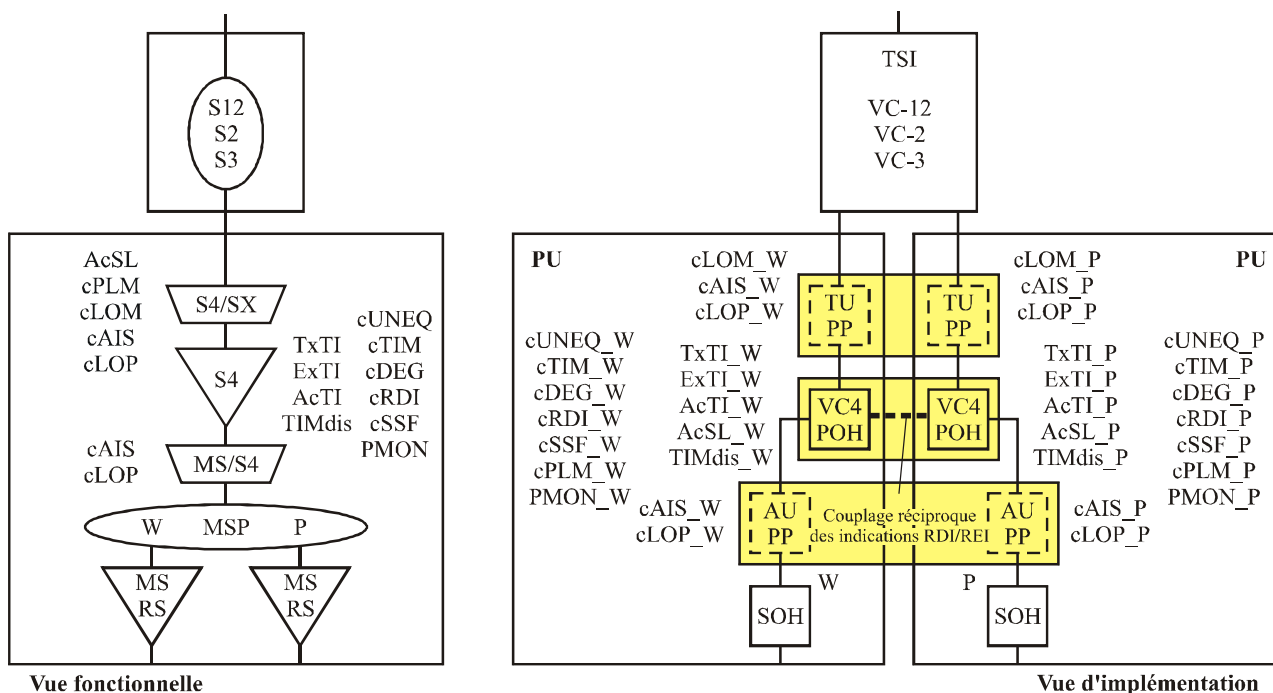 S12
S2
S3
AcSL
cPLM
cLOM
cAIS
cLOP
S4/SX
S4
TxTI
ExTI
AcTI
TIMdis
cUNEQ
cTIM
cDEG
cRDI
cSSF
PMON
cAIS
cLOP
MS/S4
W MSP P
MS
RS
MS
RS
Vue fonctionnelle
TSI
VC-12
VC-2
VC-3
PU
cLOM_W
cAIS_W
cLOP_W
TU
PP
TU
PP
cLOM_P
cAIS_P
cLOP_P
PU
cUNEQ_W
cTIM_W
cDEG_W
cRDI_W
cSSF_W
cPLM_W
PMON_W
TxTI_W
ExTI_W
AcTI_W
AcSL_W
TIMdis_W
VC4
POH
VC4
POH
TxTI_P
ExTI_P
AcTI_P
AcSL_P
TIMdis_P
cUNEQ_P
cTIM_P
cDEG_P
cRDI_P
cSSF_P
cPLM_P
PMON_P
cAIS_W
cLOP_W
AU
PP
Couplage réciproque
des indications RDI/REI
AU
PP
cAIS_P
cLOP_P
W
P
SOH
SOH
Vue d'implémentation